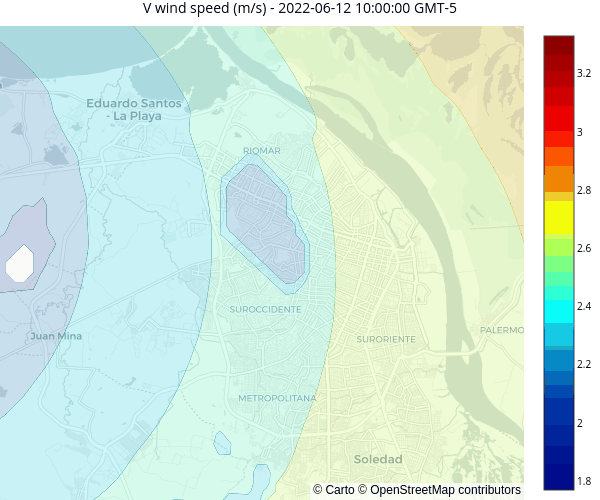 V wind speed (m/s) - 2022-06-12 10:00:00 GMT-5
3.2
3
2.8
2.6
2.4
2.2
2
1.8
Eduardo Santos
- La Playa
RIOMAR
SUROCCIDENTE
Juan Mina
SURORIENTE
PALERMO
METROPOLITANA
Soledad
© Carto © OpenStreetMap contributors